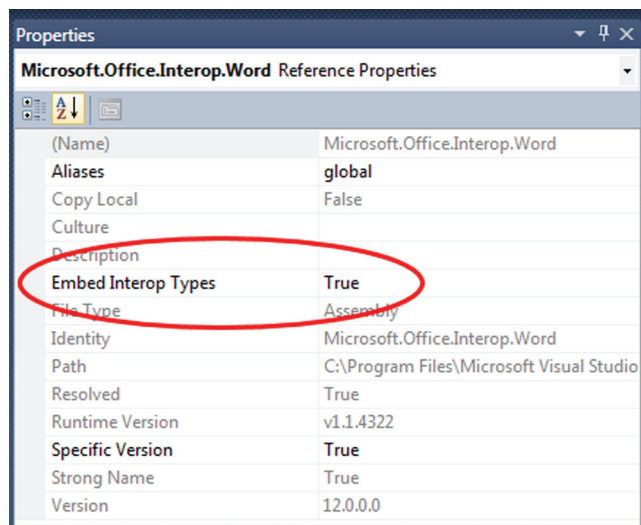 Properties
Microsoft.Office.Interop.Word Reference Properties
(Name) Microsoft.Office.Interop.Word
Aliases global
Copy Local False
Culture
Description
Embed Interop Types True
File Type Assembly
Identity Microsoft.Office.Interop.Word
Path C:\Program Files\Microsoft Visual Studio
Resolved True
Runtime Version v1.1.4322
Specific Version True
Strong Name True
Version 12.0.0.0